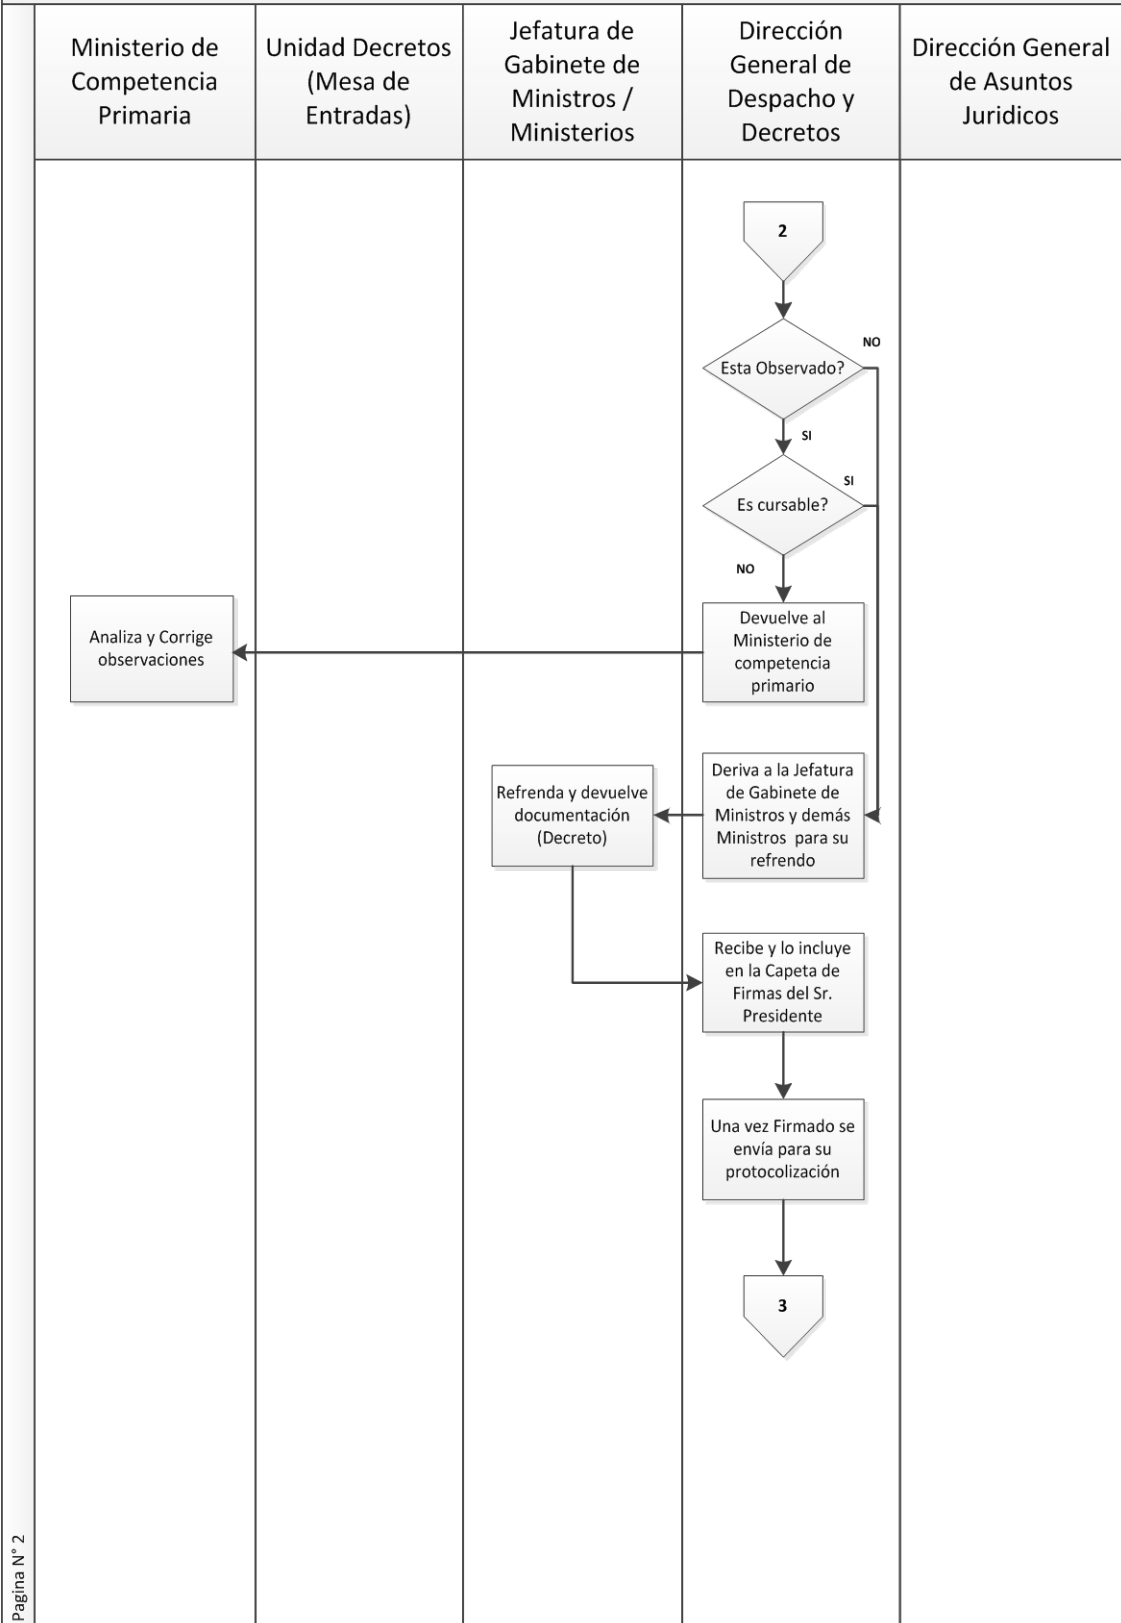 Ministerio de
Competencia
Primaria
Unidad Decretos
(Mesa de
Entradas)
Jefatura de
Gabinete de
Ministros /
Ministerios
Dirección
General de
Despacho y
Decretos
Dirección General
de Asuntos
Juridicos
2
Esta Observado?
NO
SI
Es cursable?
SI
NO
Devuelve al
Ministerio de
competencia
primario
Analiza y Corrige
observaciones
Deriva a la Jefatura
de Gabinete de
Ministros y demás
Ministros para su
refrendo
Refrenda y devuelve
documentación
(Decreto)
Recibe y lo incluye
en la Capeta de
Firmas del Sr.
Presidente
Una vez Firmado se
envía para su
protocolización
3
Pagina N° 2